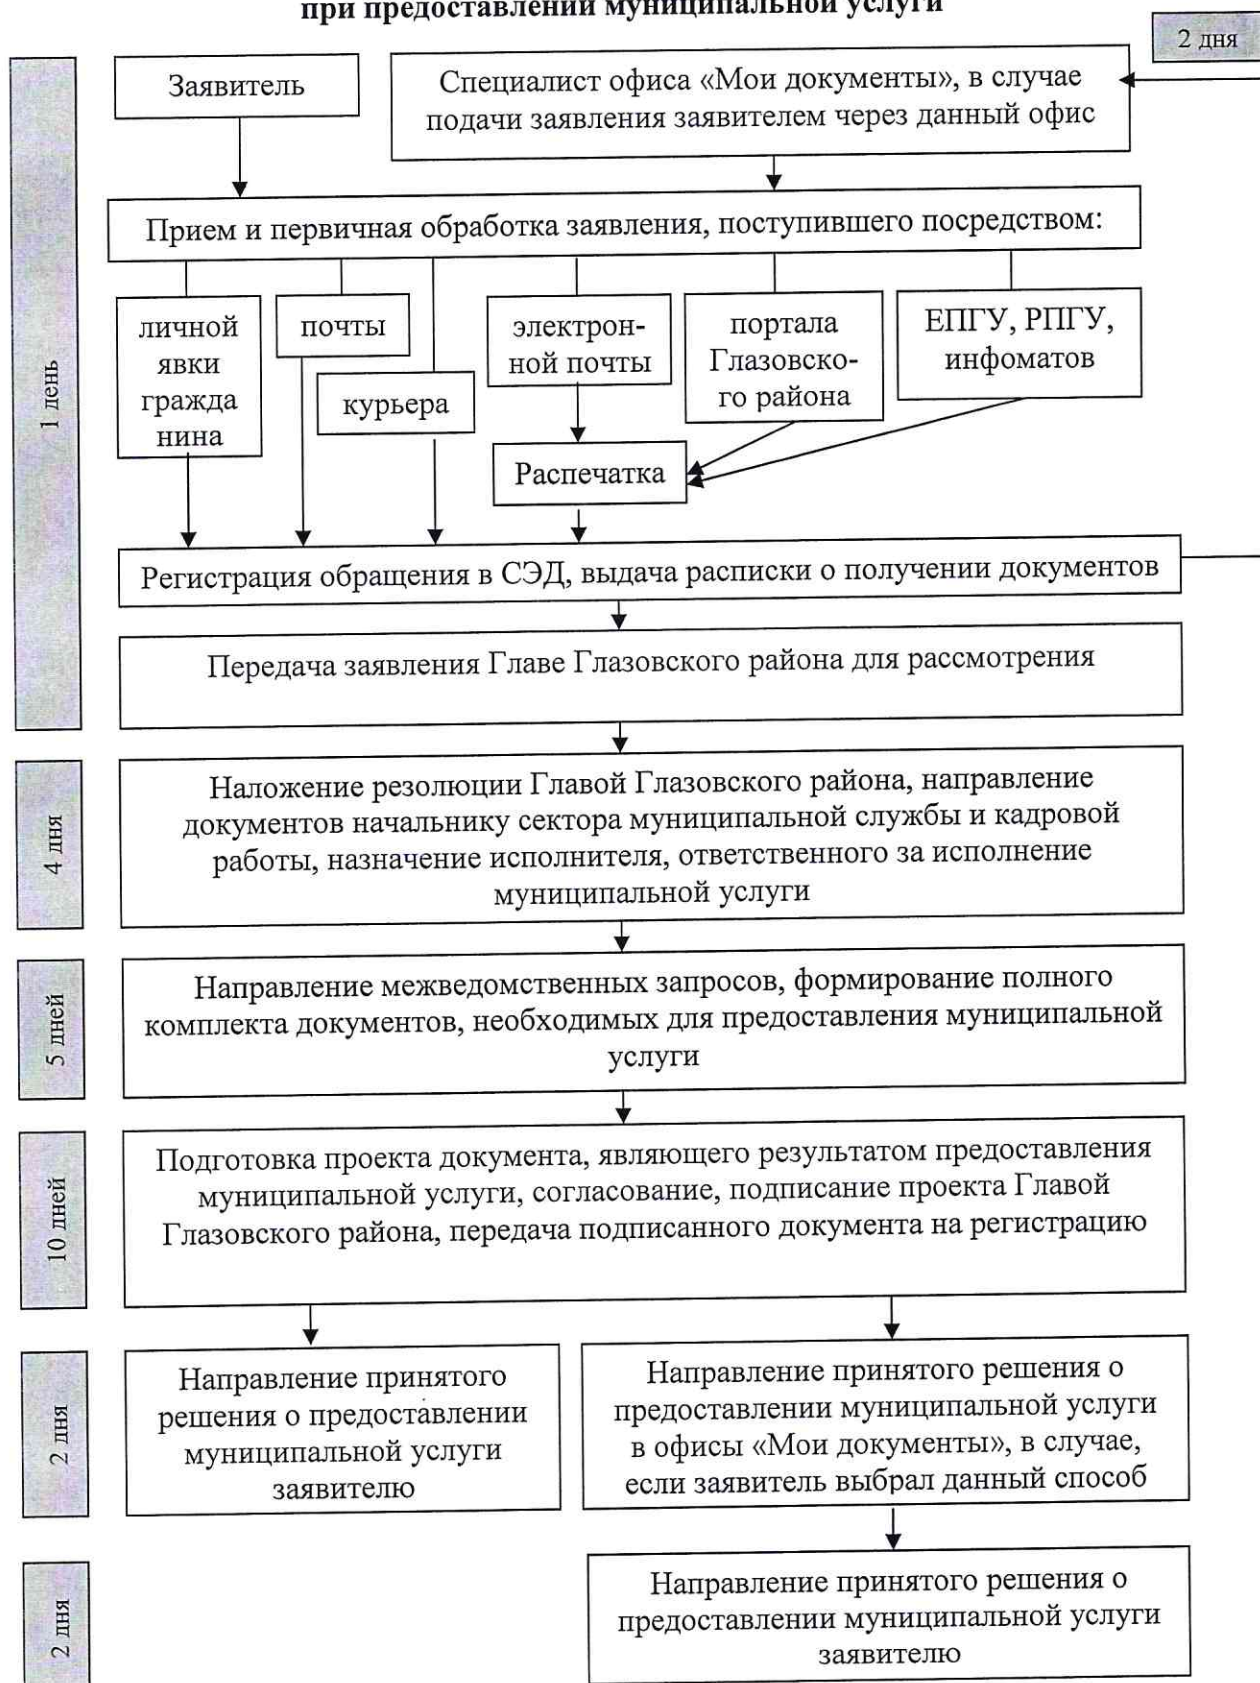 при предоставлении муниципальной услуги
2 дня
Заявитель
Специалист офиса «Мои документы», в случае
подачи заявления заявителем через данный офис
1 день
Прием и первичная обработка заявления, поступившего посредством:
личной
явки
гражда
нина
почты
курьера
электрон-
ной почты
портала
Глазовско-
го района
ЕПГУ, РПГУ,
инфоматов
Распечатка
Регистрация обращения в СЭД, выдача расписки о получении документов
Передача заявления Главе Глазовского района для рассмотрения
4 дня
Наложение резолюции Главой Глазовского района, направление
документов начальнику сектора муниципальной службы и кадровой
работы, назначение исполнителя, ответственного за исполнение
муниципальной услуги
5 дней
Направление межведомственных запросов, формирование полного
комплекта документов, необходимых для предоставления муниципальной
услуги
10 дней
Подготовка проекта документа, являющего результатом предоставления
муниципальной услуги, согласование, подписание проекта Главой
Глазовского района, передача подписанного документа на регистрацию
2 дня
Направление принятого
решения о предоставлении
муниципальной услуги
заявителю
Направление принятого решения о
предоставлении муниципальной услуги
в офисы «Мои документы», в случае,
если заявитель выбрал данный способ
2 дня
Направление принятого решения о
предоставлении муниципальной услуги
заявителю